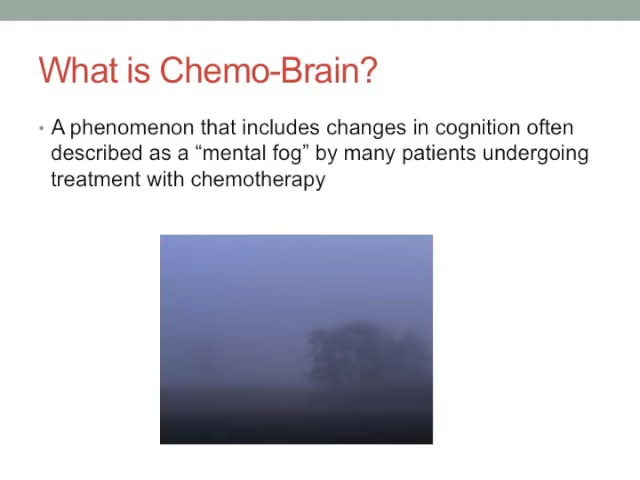 What is Chemo-Brain?
• A phenomenon that includes changes in cognition often
described as a “mental fog” by many patients undergoing
treatment with chemotherapy